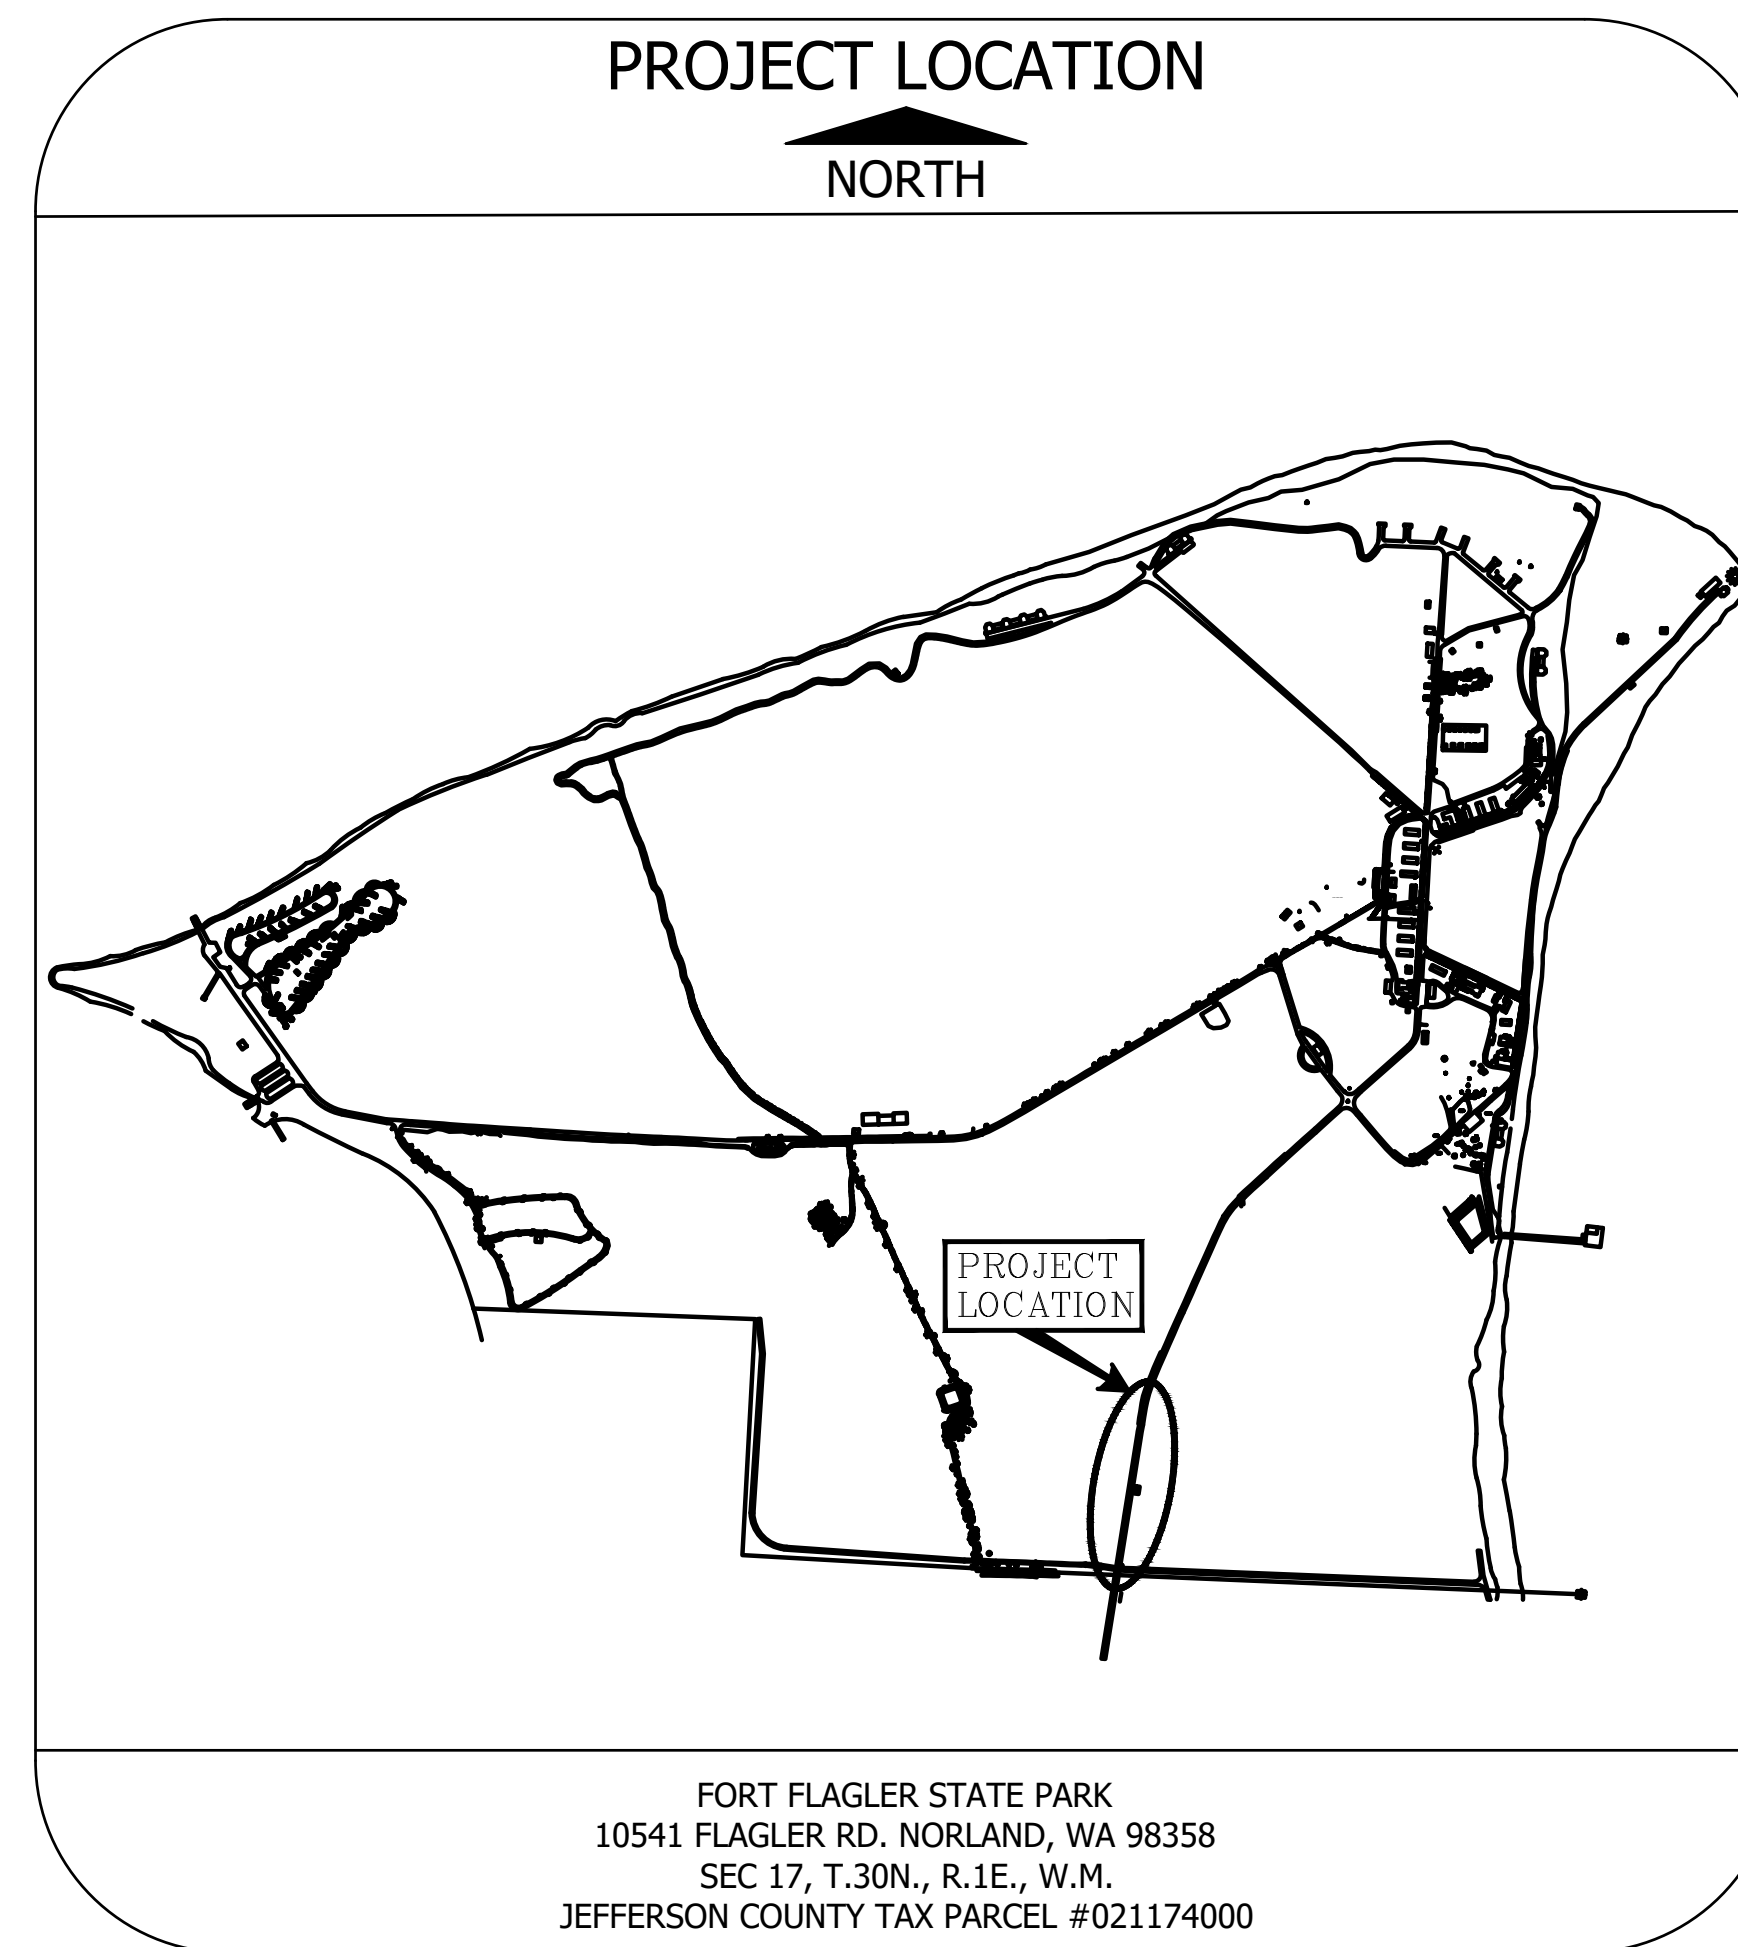 PROJECT LOCATION
NORTH
PROJECT
LOCATION
FORT FLAGLER STATE PARK
10541 FLAGLER RD. NORLAND, WA 98358
SEC 17, T.30N., R.1E., W.M.
JEFFERSON COUNTY TAX PARCEL #021174000